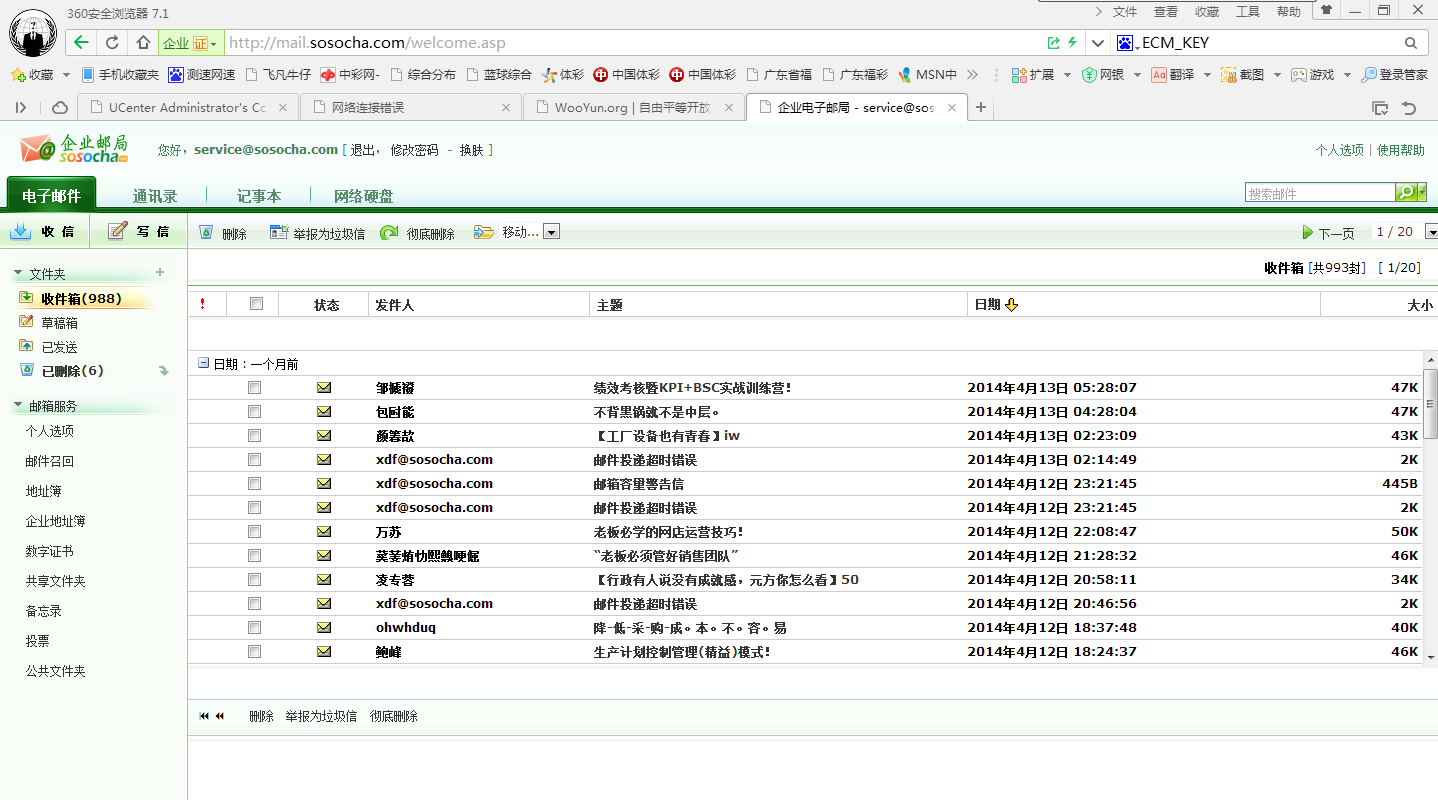 360安全浏览器 7.1
文件 查看 收藏 工具 帮助
企业 证 http://mail.sosocha.com/welcome.asp ECM_KEY
收藏 手机收藏夹 测速网速 飞凡牛仔 中彩网- 综合分布 蓝球综合 体彩 中国体彩 中国体彩 广东省福 广东福彩 MSN中 扩展 网银 翻译 截图 游戏 登录管家
UCenter Administrator's Cc 网络连接错误 WooYun.org | 自由平等开放 企业电子邮局 - service@sos
企业邮局
sosocha
您好，service@sosocha.com [ 退出， 修改密码 - 换肤 ]
个人选项 | 使用帮助
电子邮件 通讯录 记事本 网络硬盘
搜索邮件
收 信 写 信 删除 举报为垃圾信 彻底删除 移动... 下一页 1 / 20
收件箱 [共993封] [ 1/20]
文件夹
收件箱(988)
草稿箱
已发送
已删除(6)
邮箱服务
个人选项
邮件召回
地址簿
企业地址簿
数字证书
共享文件夹
备忘录
投票
公共文件夹
! 状态 发件人 主题 日期 大小
日期：一个月前
绩效考核暨KPI+BSC实战训练营！ 2014年4月13日 05:28:07 47K
不背黑锅就不是中层。 2014年4月13日 04:28:04 47K
【工厂设备也有青春】iw 2014年4月13日 02:23:09 43K
xdf@sosocha.com 邮件投递超时错误 2014年4月13日 02:14:49 2K
xdf@sosocha.com 邮箱容量警告信 2014年4月12日 23:21:45 445B
xdf@sosocha.com 邮件投递超时错误 2014年4月12日 23:21:45 2K
万苏 老板必学的网店运营技巧！ 2014年4月12日 22:08:47 50K
“老板必须管好销售团队” 2014年4月12日 21:28:32 46K
凌专蓉 【行政有人说没有成就感，元方你怎么看】50 2014年4月12日 20:58:11 34K
xdf@sosocha.com 邮件投递超时错误 2014年4月12日 20:46:56 2K
ohwhduq 降-低-采-购-成。本。不。容。易 2014年4月12日 18:37:48 40K
鲍峰 生产计划控制管理(精益)模式！ 2014年4月12日 18:24:37 46K
删除 举报为垃圾信 彻底删除